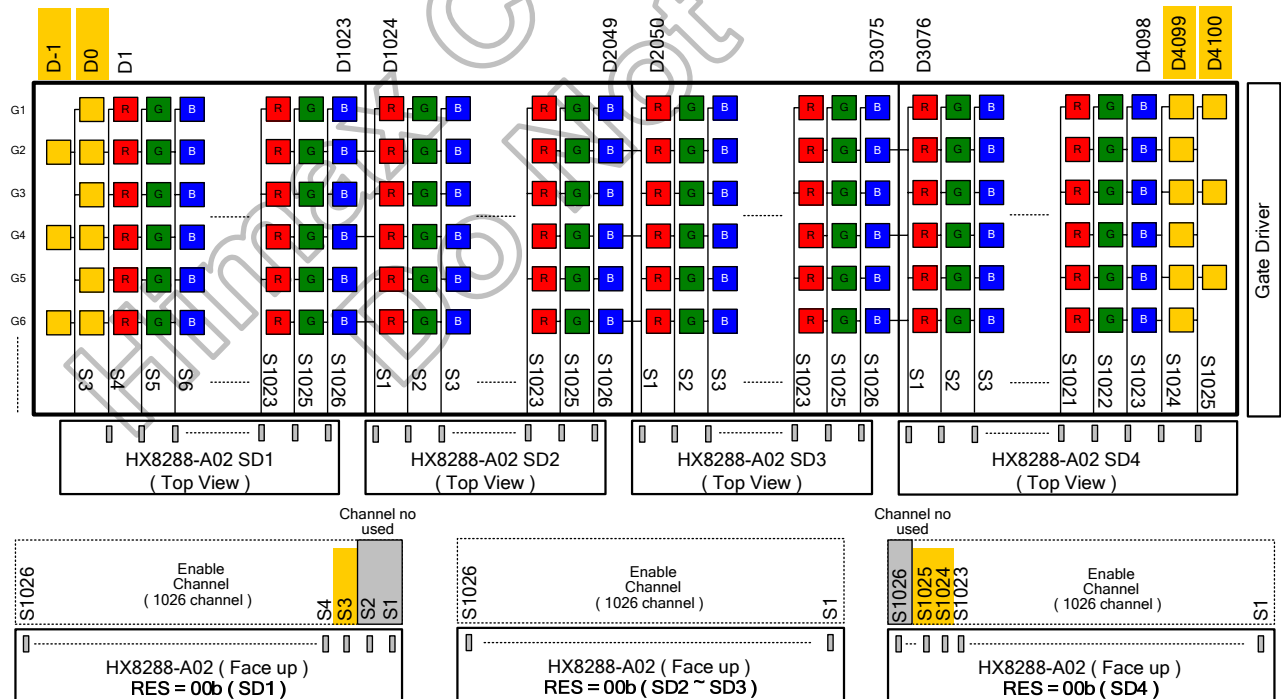 D-1 D0 D1 D1023 D1024 D2049 D2050 D3075 D3076 D4098 D4099 D4100
G1 R G B R G B R G B R G B R G B R G B R G B R G B
G2 R G B R G B R G B R G B R G B R G B R G B R G B
G3 R G B R G B R G B R G B R G B R G B R G B R G B
G4 R G B R G B R G B R G B R G B R G B R G B R G B
G5 R G B R G B R G B R G B R G B R G B R G B R G B
G6 R G B R G B R G B R G B R G B R G B R G B R G B
Gate Driver
S3 S4 S5 S6 S1023 S1025 S1026 S1 S2 S3 S1023 S1025 S1026 S1 S2 S3 S1023 S1025 S1026 S1 S2 S3 S1021 S1022 S1023 S1024 S1025
HX8288-A02 SD1
( Top View )
HX8288-A02 SD2
( Top View )
HX8288-A02 SD3
( Top View )
HX8288-A02 SD4
( Top View )
Channel no
used
S1026
Enable
Channel
( 1026 channel )
S4 S3 S2 S1
HX8288-A02 ( Face up )
RES = 00b ( SD1 )
S1026
Enable
Channel
( 1026 channel )
S1
HX8288-A02 ( Face up )
RES = 00b ( SD2 ~ SD3 )
Channel no
used
S1026 S1025 S1024 S1023
Enable
Channel
( 1026 channel )
S1
HX8288-A02 ( Face up )
RES = 00b ( SD4 )
Himax C
Do Not